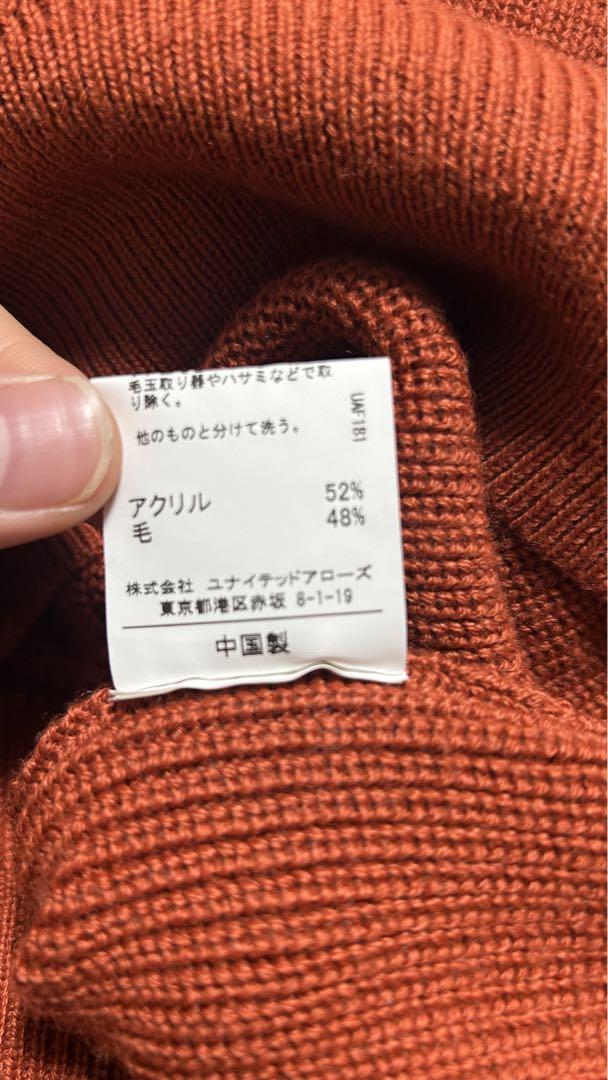 毛玉取り器やハサミなどで取
り除く。
他のものと分けて洗う。
UAF181
アクリル 52%
毛 48%
株式会社 ユナイテッドアローズ
東京都港区赤坂 8-1-19
中国製